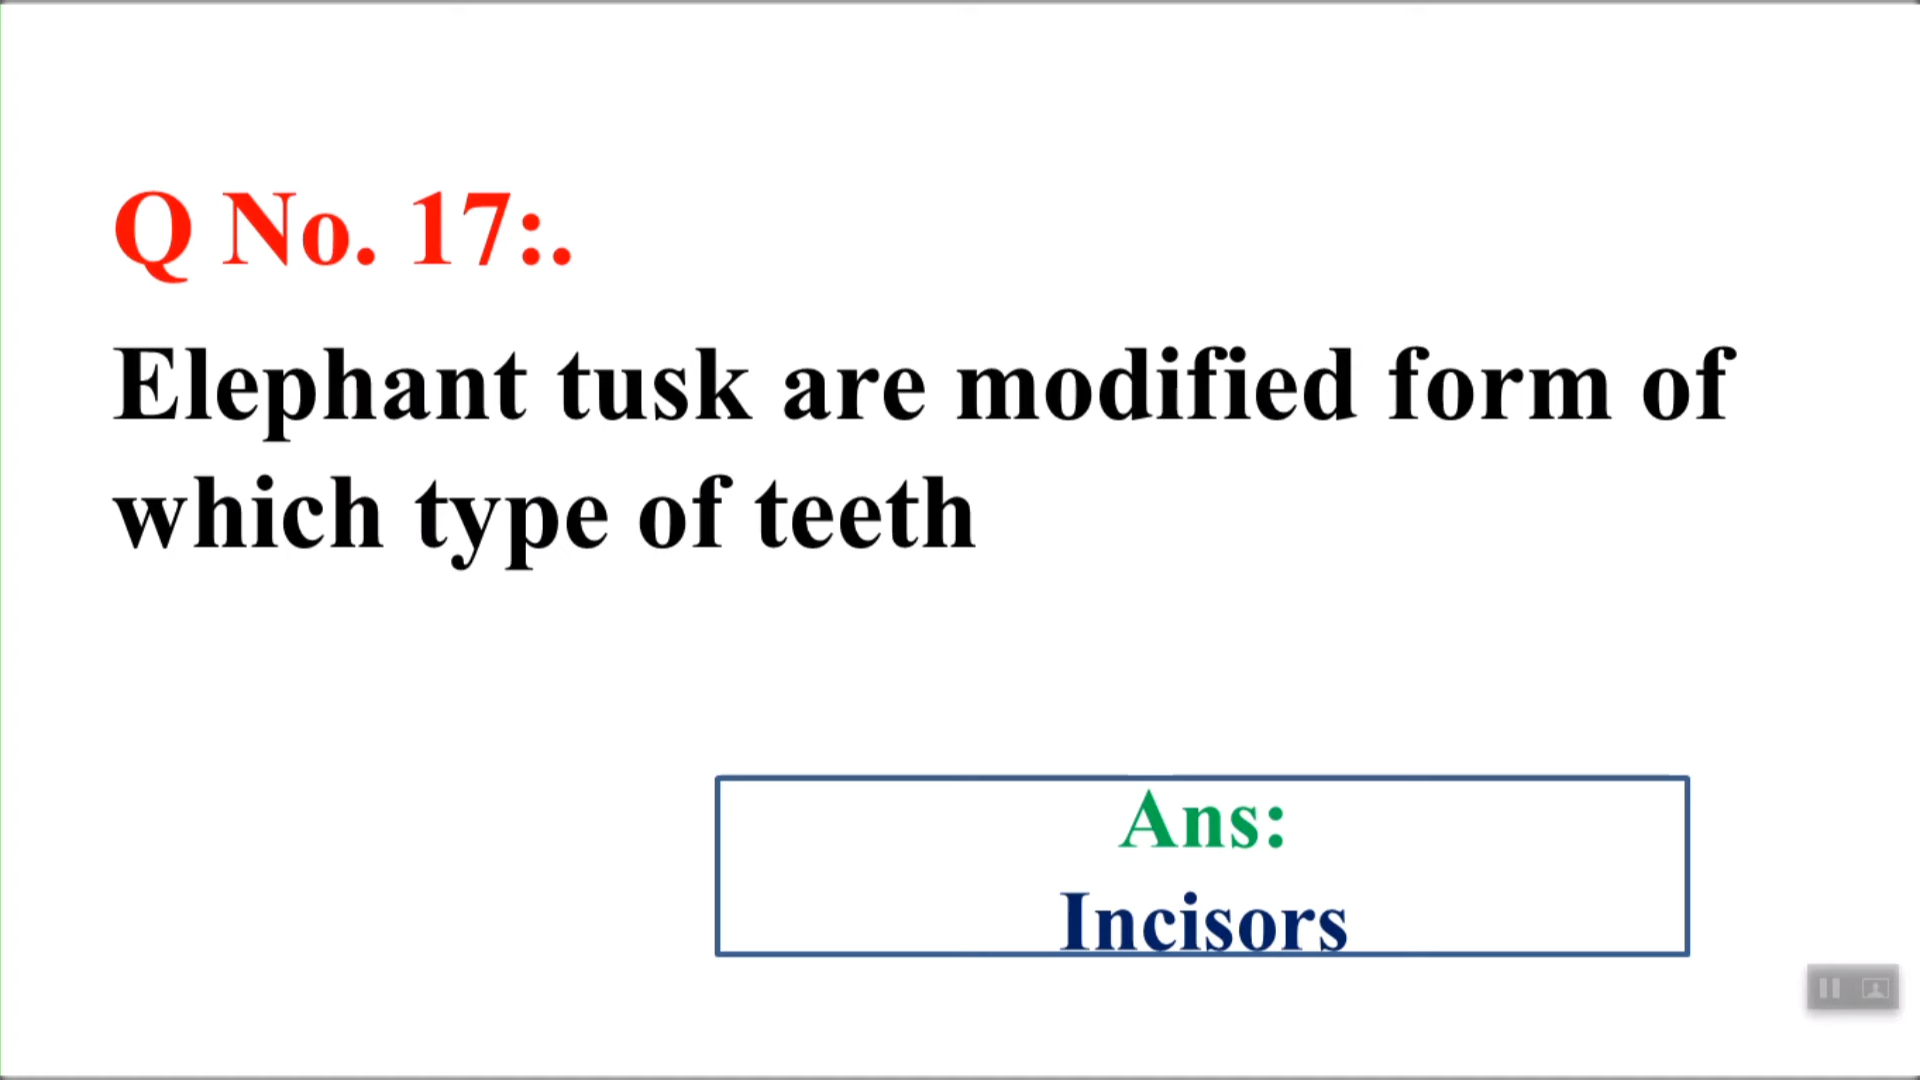 Q No. 17:.
Elephant tusk are modified form of
which type of teeth
Ans:
Incisors